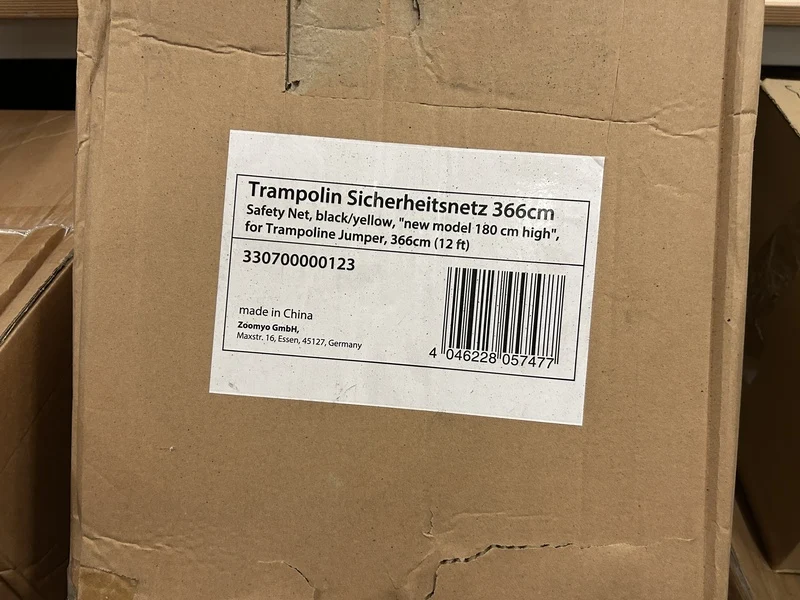 Trampolin Sicherheitsnetz 366cm
Safety Net, black/yellow, "new model 180 cm high",
for Trampoline Jumper, 366cm (12 ft)
330700000123
made in China
Zoomyo GmbH,
Maxstr. 16, Essen, 45127, Germany
4 046228 057477